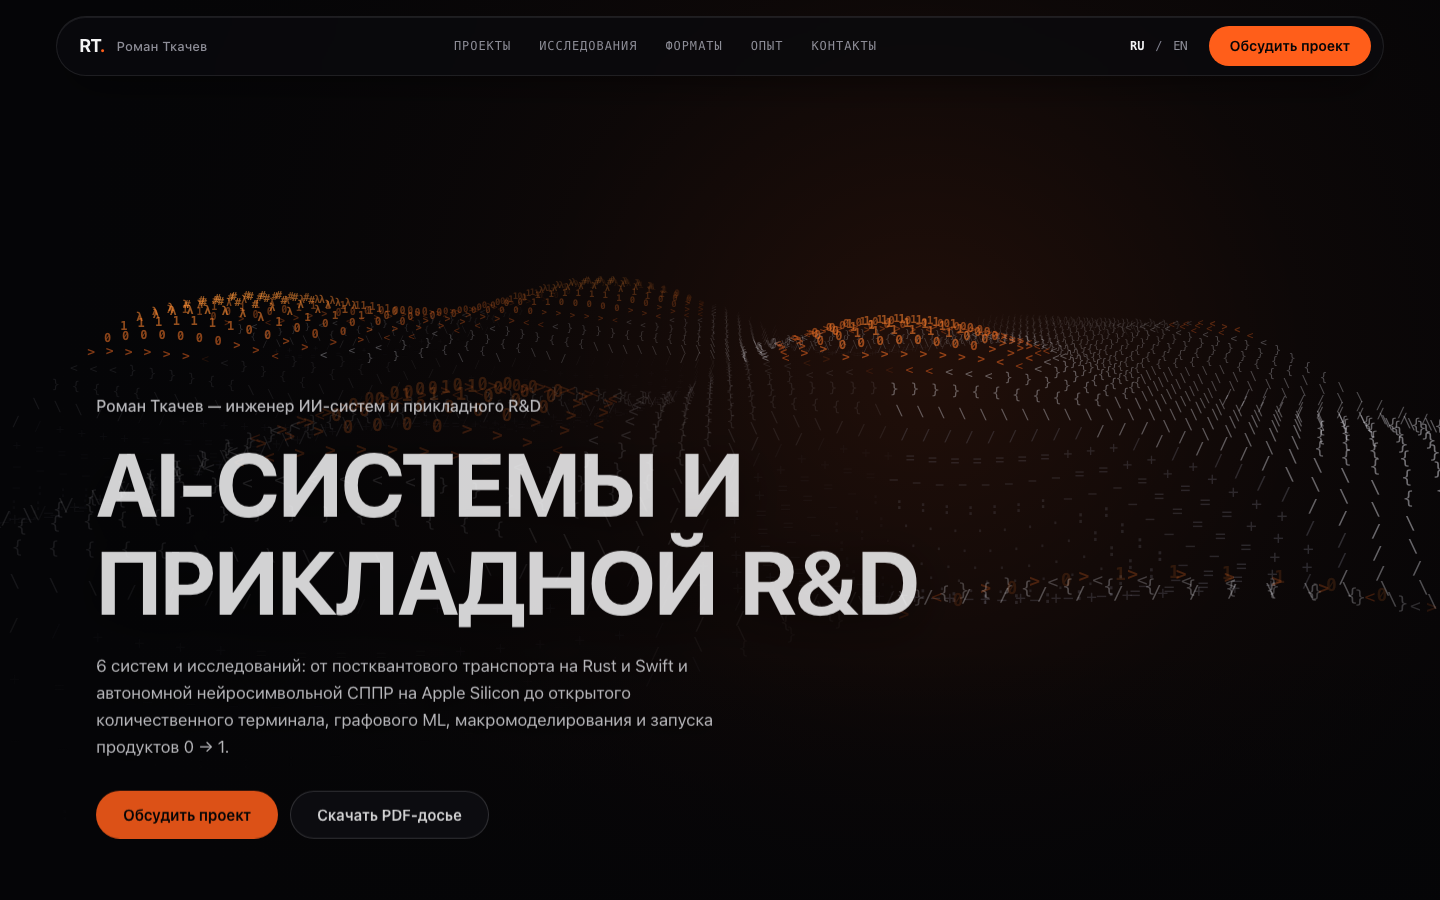 RT. Роман Ткачев
ПРОЕКТЫ ИССЛЕДОВАНИЯ ФОРМАТЫ ОПЫТ КОНТАКТЫ
RU / EN
Обсудить проект
Роман Ткачев — инженер ИИ-систем и прикладного R&D
AI-СИСТЕМЫ И
ПРИКЛАДНОЙ R&D
6 систем и исследований: от постквантового транспорта на Rust и Swift и
автономной нейросимвольной СППР на Apple Silicon до открытого
количественного терминала, графового ML, макромоделирования и запуска
продуктов 0 → 1.
Обсудить проект
Скачать PDF-досье